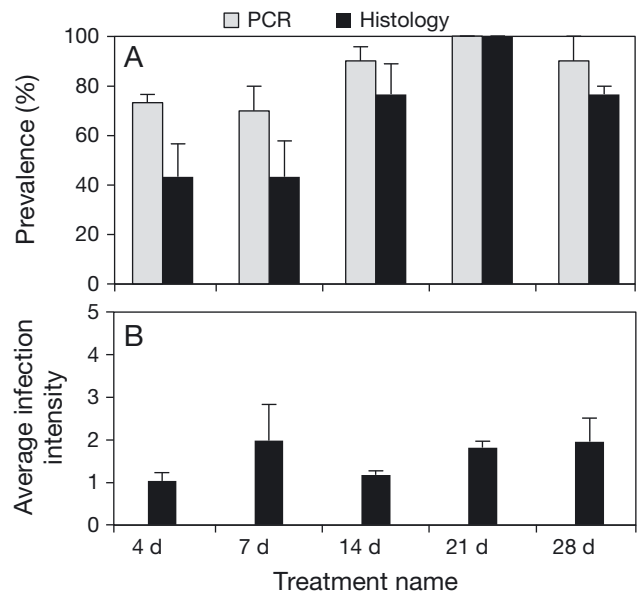 PCR Histology
A
Prevalence (%)
100
80
60
40
20
0
B
Average infection
intensity
5
4
3
2
1
0
4 d 7 d 14 d 21 d 28 d
Treatment name